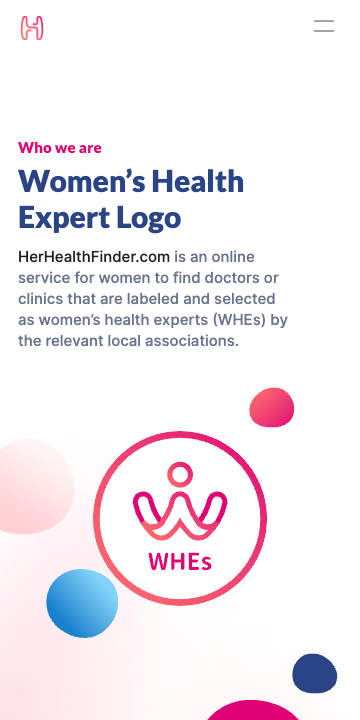 Who we are
Women’s Health
Expert Logo
HerHealthFinder.com is an online
service for women to find doctors or
clinics that are labeled and selected
as women’s health experts (WHEs) by
the relevant local associations.
WHEs